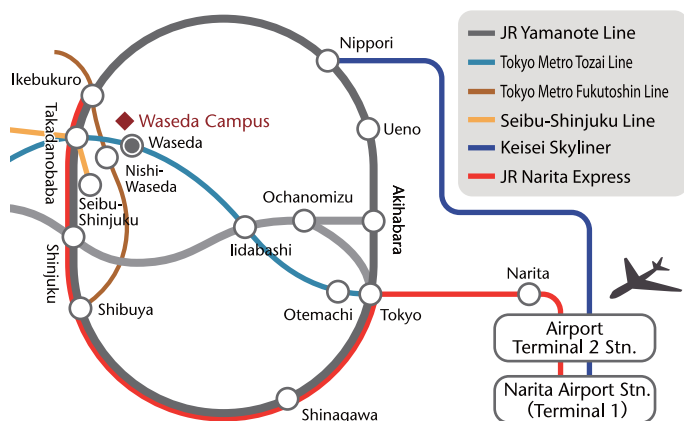 JR Yamanote Line
Tokyo Metro Tozai Line
Tokyo Metro Fukutoshin Line
Seibu-Shinjuku Line
Keisei Skyliner
JR Narita Express
Nippori
Ikebukuro
Waseda Campus
Takadanobaba
Waseda
Ueno
Nishi-
Waseda
Seibu-
Shinjuku
Ochanomizu
Akihabara
Iidabashi
Shinjuku
Shibuya
Otemachi
Tokyo
Narita
Airport
Terminal 2 Stn.
Narita Airport Stn.
(Terminal 1)
Shinagawa